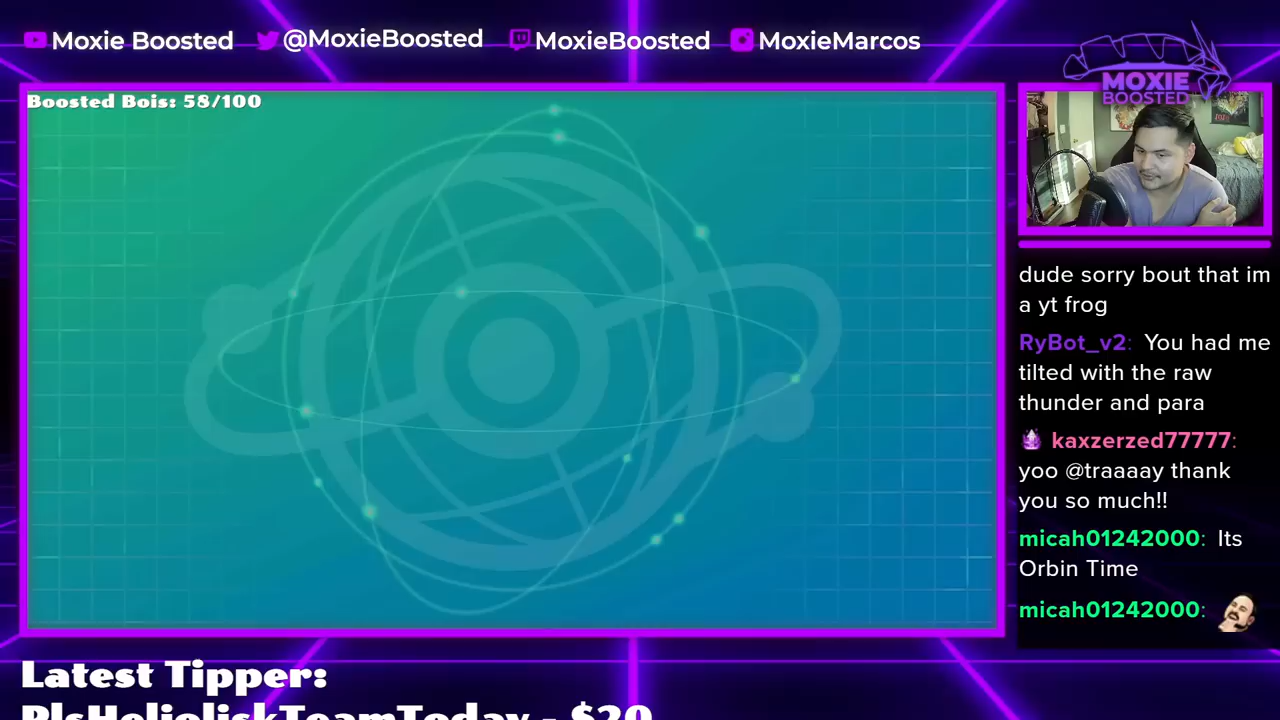 Moxie Boosted @MoxieBoosted MoxieBoosted MoxieMarcos
MOXIE
BOOSTED
Boosted Bois: 58/100
dude sorry bout that im
a yt frog
RyBot_v2: You had me
tilted with the raw
thunder and para
kaxzerzed77777:
yoo @traaaay thank
you so much!!
micah01242000: Its
Orbin Time
micah01242000:
Latest Tipper:
PlsHelioliskTeamToday - $20